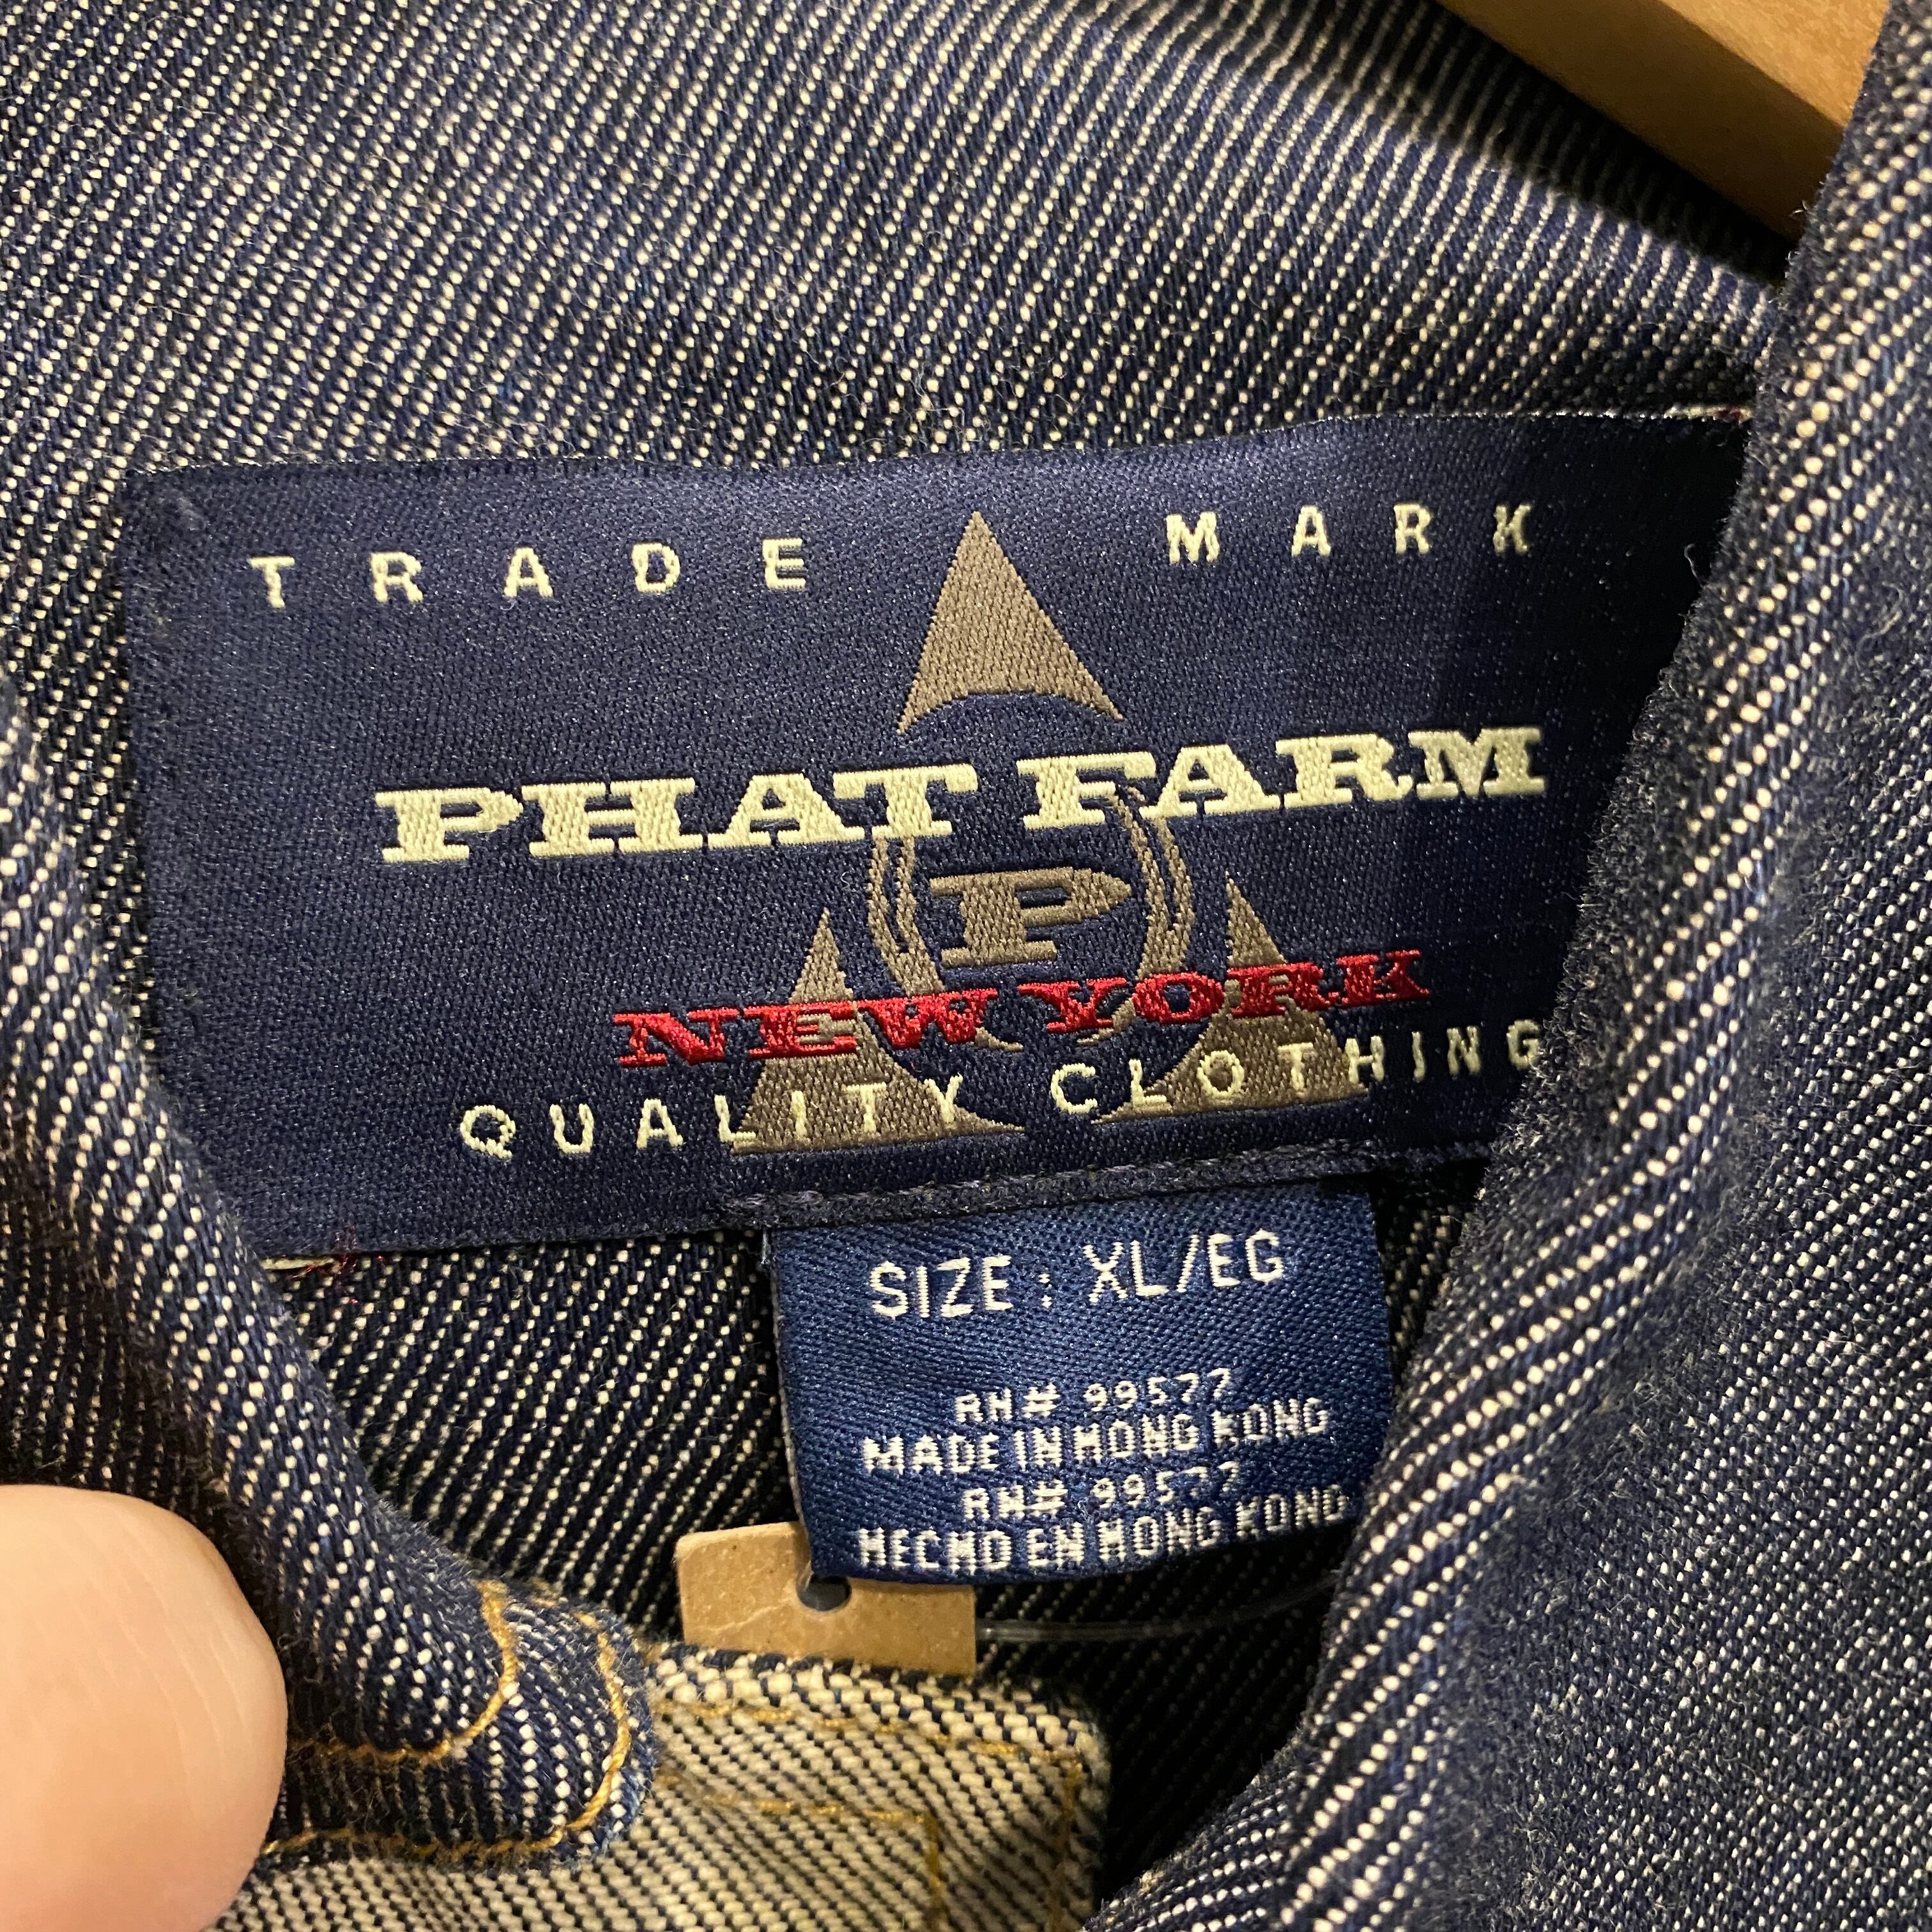 TRADE MARK
PHAT FARM
P
NEW YORK
QUALITY CLOTHING
SIZE: XL/EG
RN# 99577
MADE IN HONG KONG
RN# 99577
HECHO EN HONG KONG